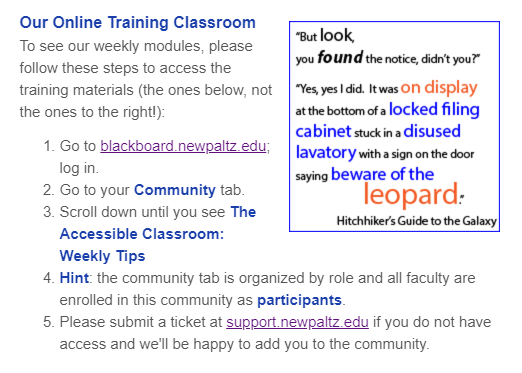 Our Online Training Classroom
To see our weekly modules, please
follow these steps to access the
training materials (the ones below, not
the ones to the right!):
1. Go to blackboard.newpaltz.edu;
log in.
2. Go to your Community tab.
3. Scroll down until you see The
Accessible Classroom:
Weekly Tips
4. Hint: the community tab is organized by role and all faculty are
enrolled in this community as participants.
5. Please submit a ticket at support.newpaltz.edu if you do not have
access and we'll be happy to add you to the community.
"But look,
you found the notice, didn't you?"
"Yes, yes I did. It was on display
at the bottom of a locked filing
cabinet stuck in a disused
lavatory with a sign on the door
saying beware of the
leopard."
Hitchhiker's Guide to the Galaxy